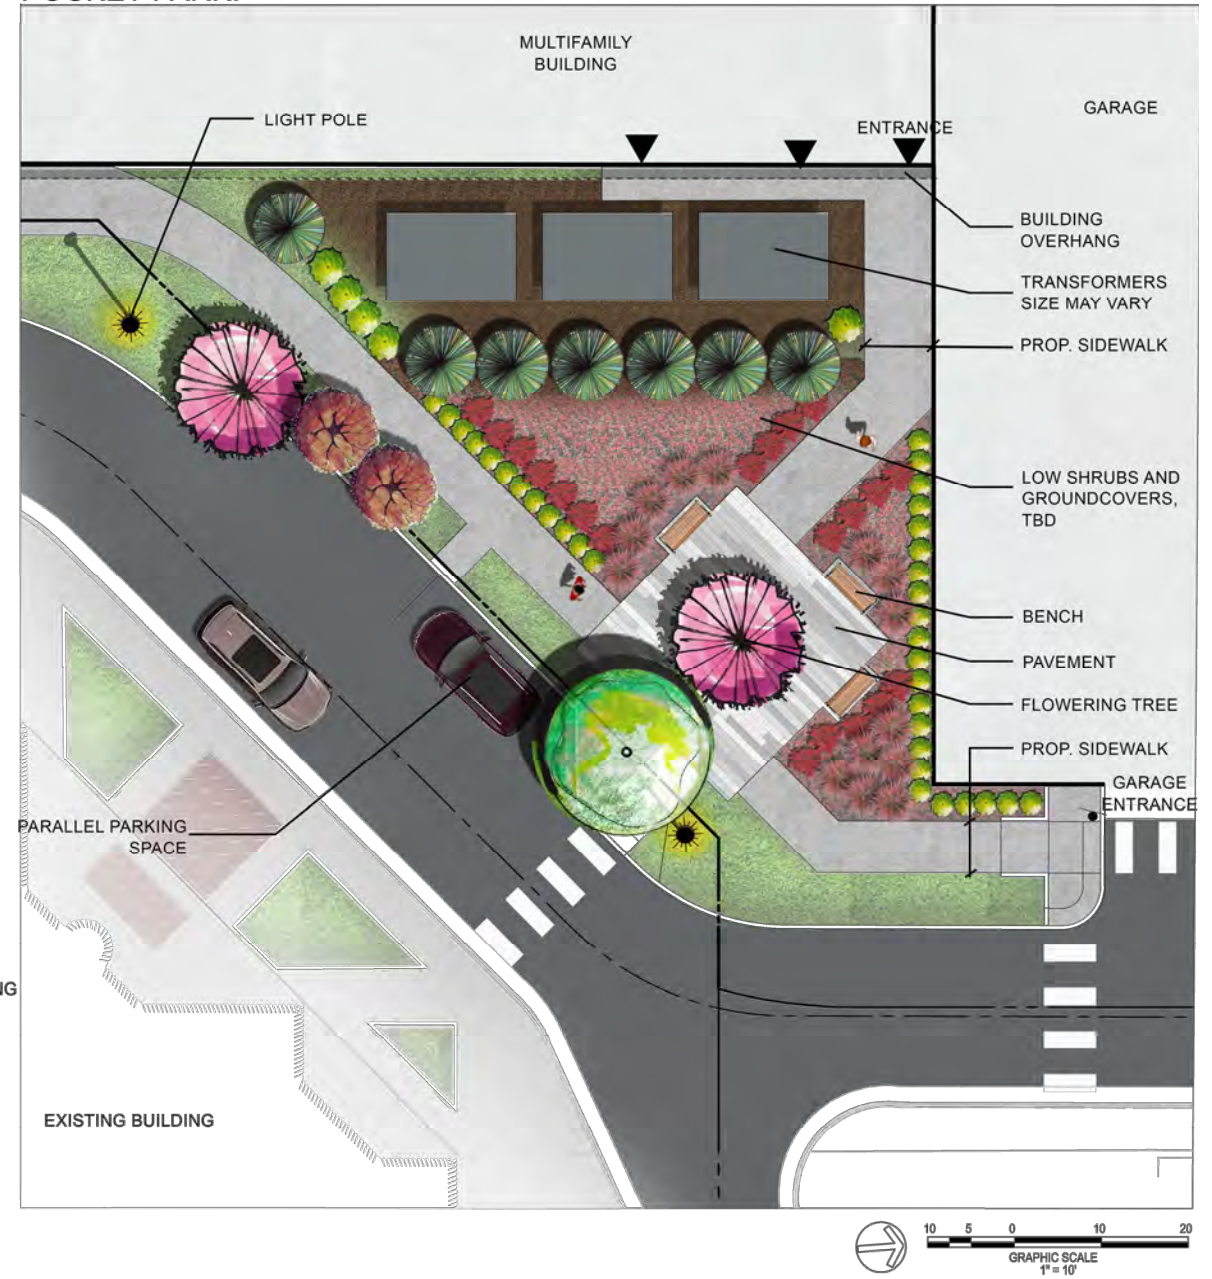 MULTIFAMILY
BUILDING
GARAGE
LIGHT POLE
ENTRANCE
BUILDING
OVERHANG
TRANSFORMERS
SIZE MAY VARY
PROP. SIDEWALK
LOW SHRUBS AND
GROUNDCOVERS,
TBD
BENCH
PAVEMENT
FLOWERING TREE
PROP. SIDEWALK
GARAGE
ENTRANCE
PARALLEL PARKING
SPACE
NG
EXISTING BUILDING
10 5 0 10 20
GRAPHIC SCALE
1" = 10'